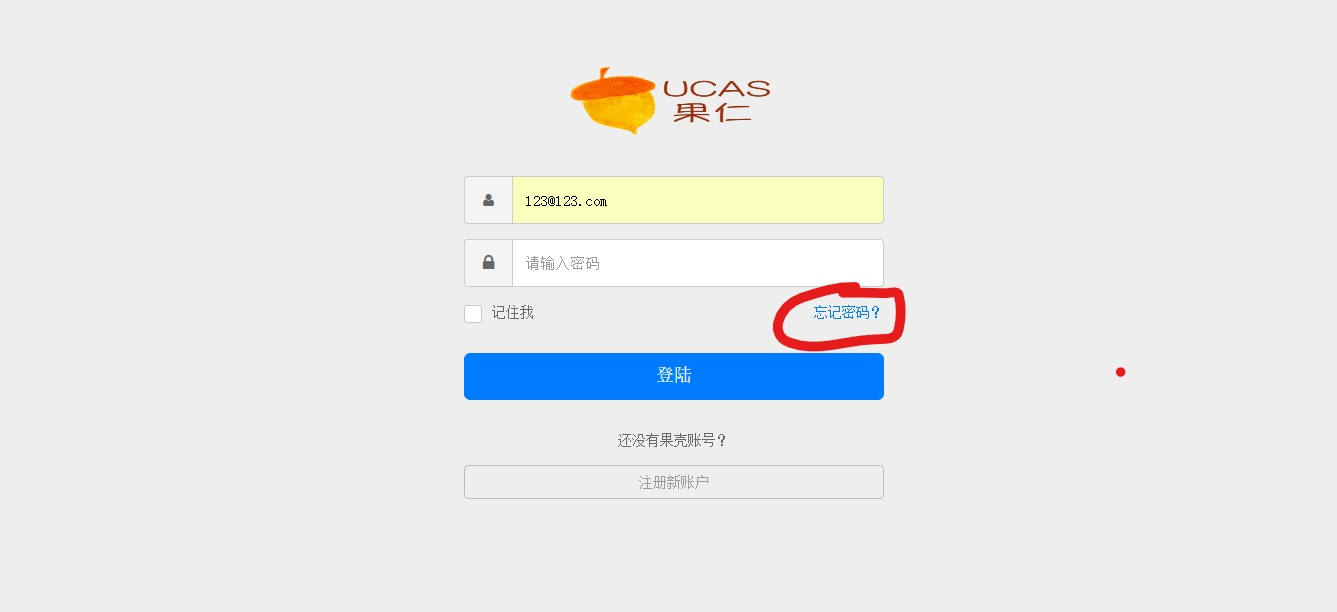 UCAS
果仁
123@123.com
请输入密码
记住我 忘记密码?
登陆
还没有果壳账号?
注册新账户